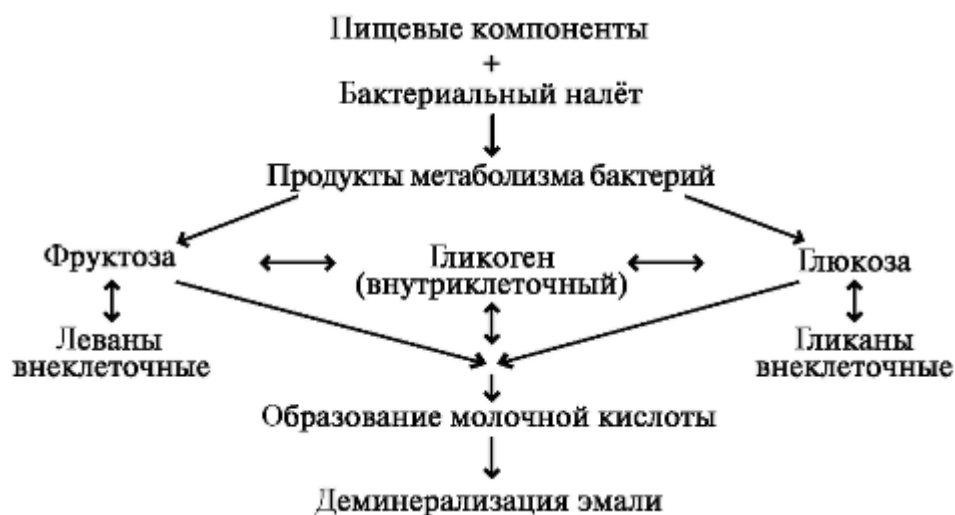 Пищевые компоненты
+
Бактериальный налёт
Продукты метаболизма бактерий
Фруктоза
Гликоген
(внутриклеточный)
Глюкоза
Леваны
внеклеточные
Гликаны
внеклеточные
Образование молочной кислоты
Деминерализация эмали